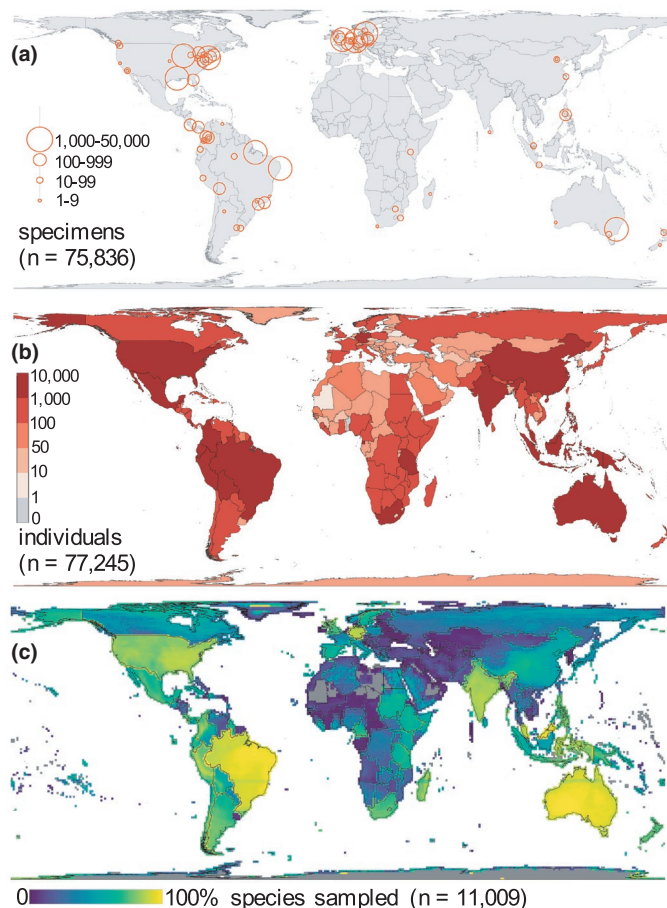 (a)
1,000-50,000
100-999
10-99
1-9
specimens
(n = 75,836)
(b)
10,000
1,000
100
50
10
1
0
individuals
(n = 77,245)
(c)
0 100% species sampled (n = 11,009)